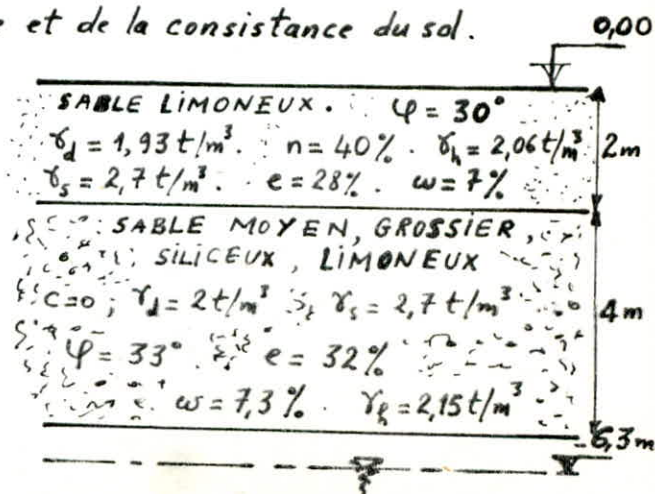 et de la consistance du sol.
0,00
SABLE LIMONEUX. φ = 30°
γd = 1,93 t/m³. n = 40%. γh = 2,06 t/m³
γs = 2,7 t/m³. e = 28%. ω = 7%
2m
SABLE MOYEN, GROSSIER,
SILICEUX, LIMONEUX
C=0; γd = 2 t/m³; γs = 2,7 t/m³
4m
φ = 33° e = 32%
ω = 7,3%. γh = 2,15 t/m³
-6,3m